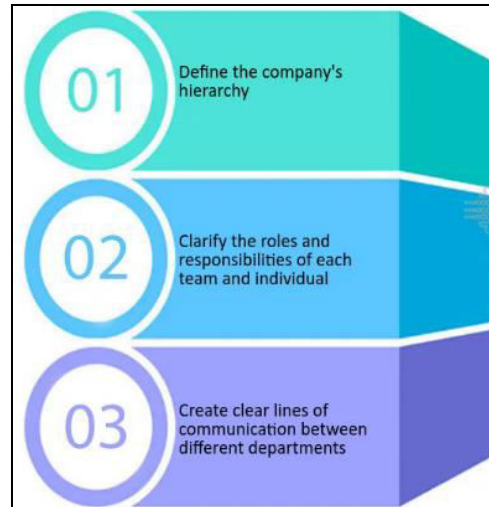 01
Define the company's
hierarchy
02
Clarify the roles and
responsibilities of each
team and individual
03
Create clear lines of
communication between
different departments